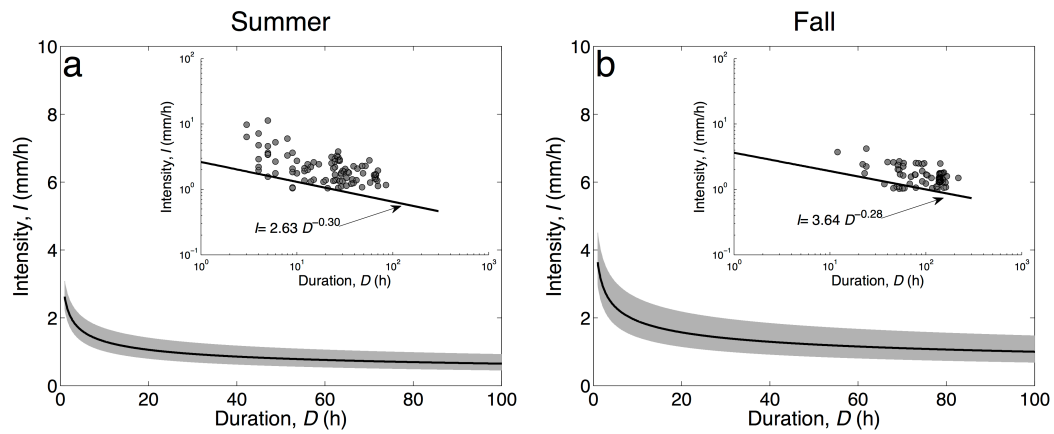 Summer
a
10
8
6
4
2
0
Intensity, I (mm/h)
0 20 40 60 80 100
Duration, D (h)
10²
10¹
10⁰
10⁻¹
Intensity, I (mm/h)
I= 2.63 D⁻⁰·³⁰
10⁰ 10¹ 10² 10³
Duration, D (h)
Fall
b
10
8
6
4
2
0
Intensity, I (mm/h)
0 20 40 60 80 100
Duration, D (h)
10²
10¹
10⁰
10⁻¹
Intensity, I (mm/h)
I= 3.64 D⁻⁰·²⁸
10⁰ 10¹ 10² 10³
Duration, D (h)